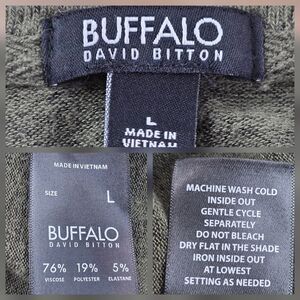 BUFFALO
DAVID BITTON
L
MADE IN
VIETNAM
MADE IN VIETNAM
SIZE L
BUFFALO
DAVID BITTON
76% 19% 5%
VISCOSE POLYESTER ELASTANE
MACHINE WASH COLD
INSIDE OUT
GENTLE CYCLE
SEPARATELY
DO NOT BLEACH
DRY FLAT IN THE SHADE
IRON INSIDE OUT
AT LOWEST
SETTING AS NEEDED